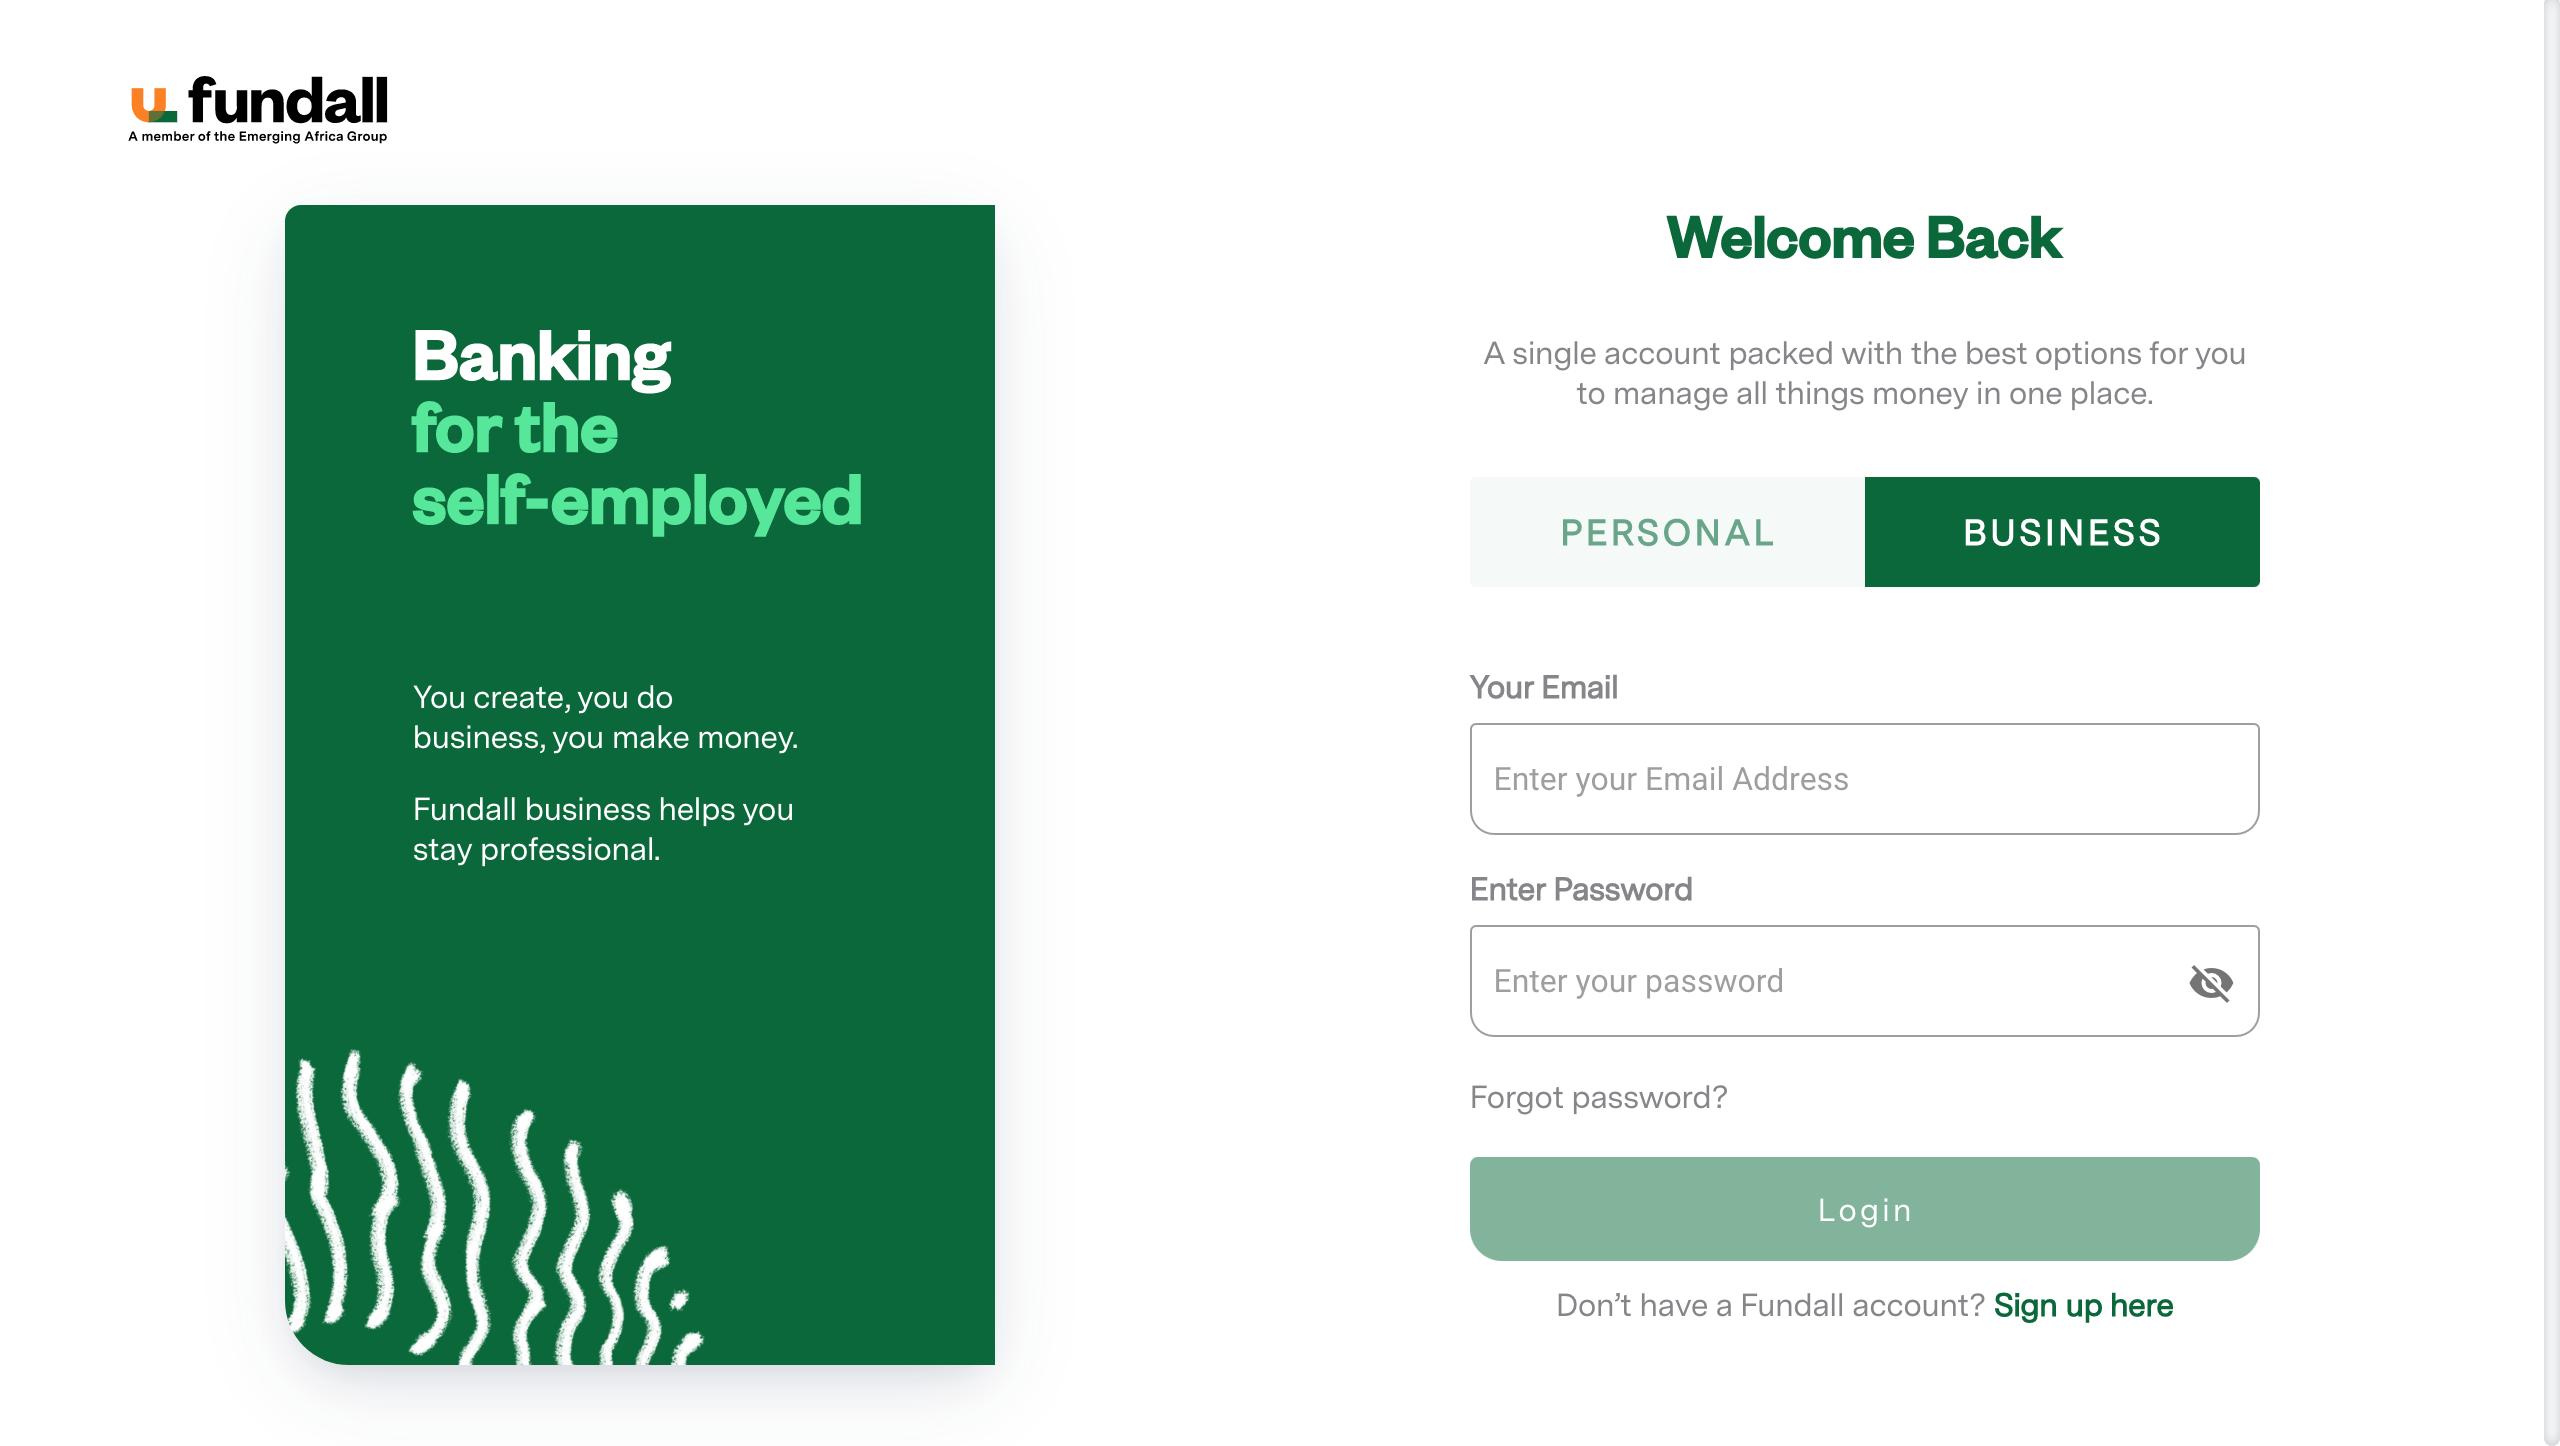 fundall
A member of the Emerging Africa Group
Banking
for the
self-employed
You create, you do
business, you make money.
Fundall business helps you
stay professional.
Welcome Back
A single account packed with the best options for you
to manage all things money in one place.
PERSONAL
BUSINESS
Your Email
Enter your Email Address
Enter Password
Enter your password
Forgot password?
Login
Don’t have a Fundall account? Sign up here